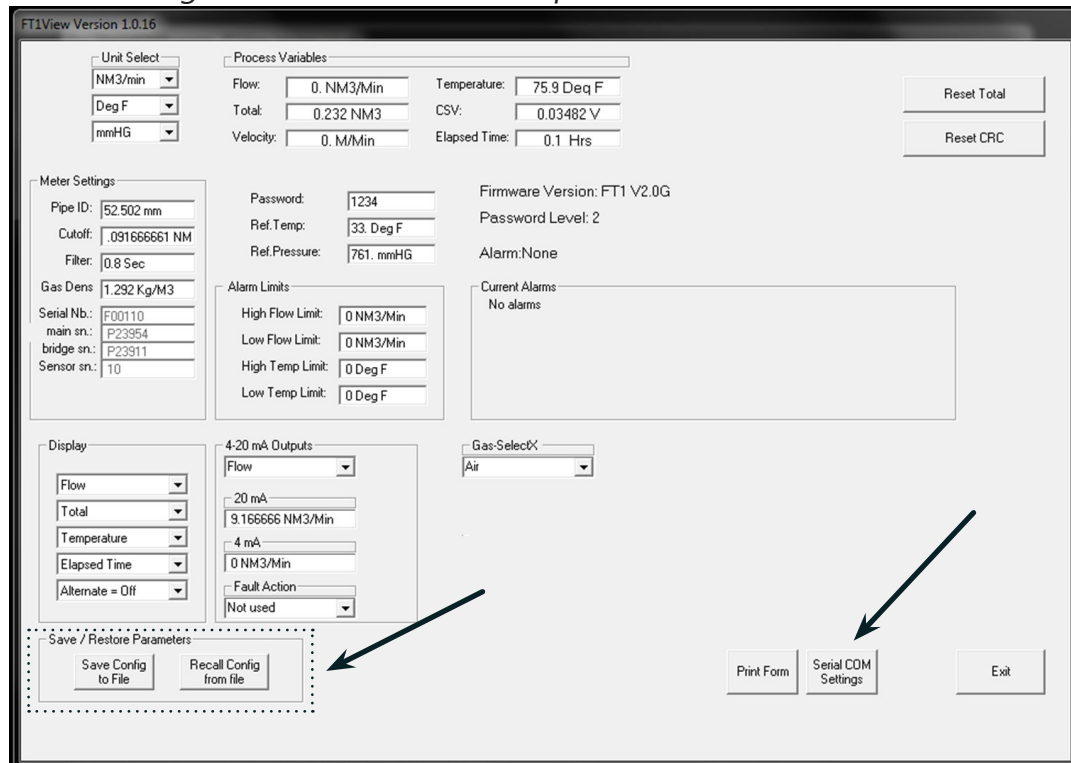 FT1View Version 1.0.16
Unit Select
NM3/min
Deg F
mmHG
Process Variables
Flow: 0. NM3/Min
Total: 0.232 NM3
Velocity: 0. M/Min
Temperature: 75.9 Deg F
CSV: 0.03482 V
Elapsed Time: 0.1 Hrs
Reset Total
Reset CRC
Meter Settings
Pipe ID: 52.502 mm
Cutoff: .091666661 NM
Filter: 0.8 Sec
Gas Dens 1.292 Kg/M3
Serial Nb.: F00110
main sn.: P23954
bridge sn.: P23911
Sensor sn.: 10
Password: 1234
Ref.Temp: 33. Deg F
Ref.Pressure: 761. mmHG
Firmware Version: FT1 V2.0G
Password Level: 2
Alarm:None
Alarm Limits
High Flow Limit: 0 NM3/Min
Low Flow Limit: 0 NM3/Min
High Temp Limit: 0 Deg F
Low Temp Limit: 0 Deg F
Current Alarms
No alarms
Display
Flow
Total
Temperature
Elapsed Time
Alternate = Off
4-20 mA Outputs
Flow
20 mA
9.166666 NM3/Min
4 mA
0 NM3/Min
Fault Action
Not used
Gas-SelectX
Air
Save / Restore Parameters
Save Config
to File
Recall Config
from file
Print Form
Serial COM
Settings
Exit